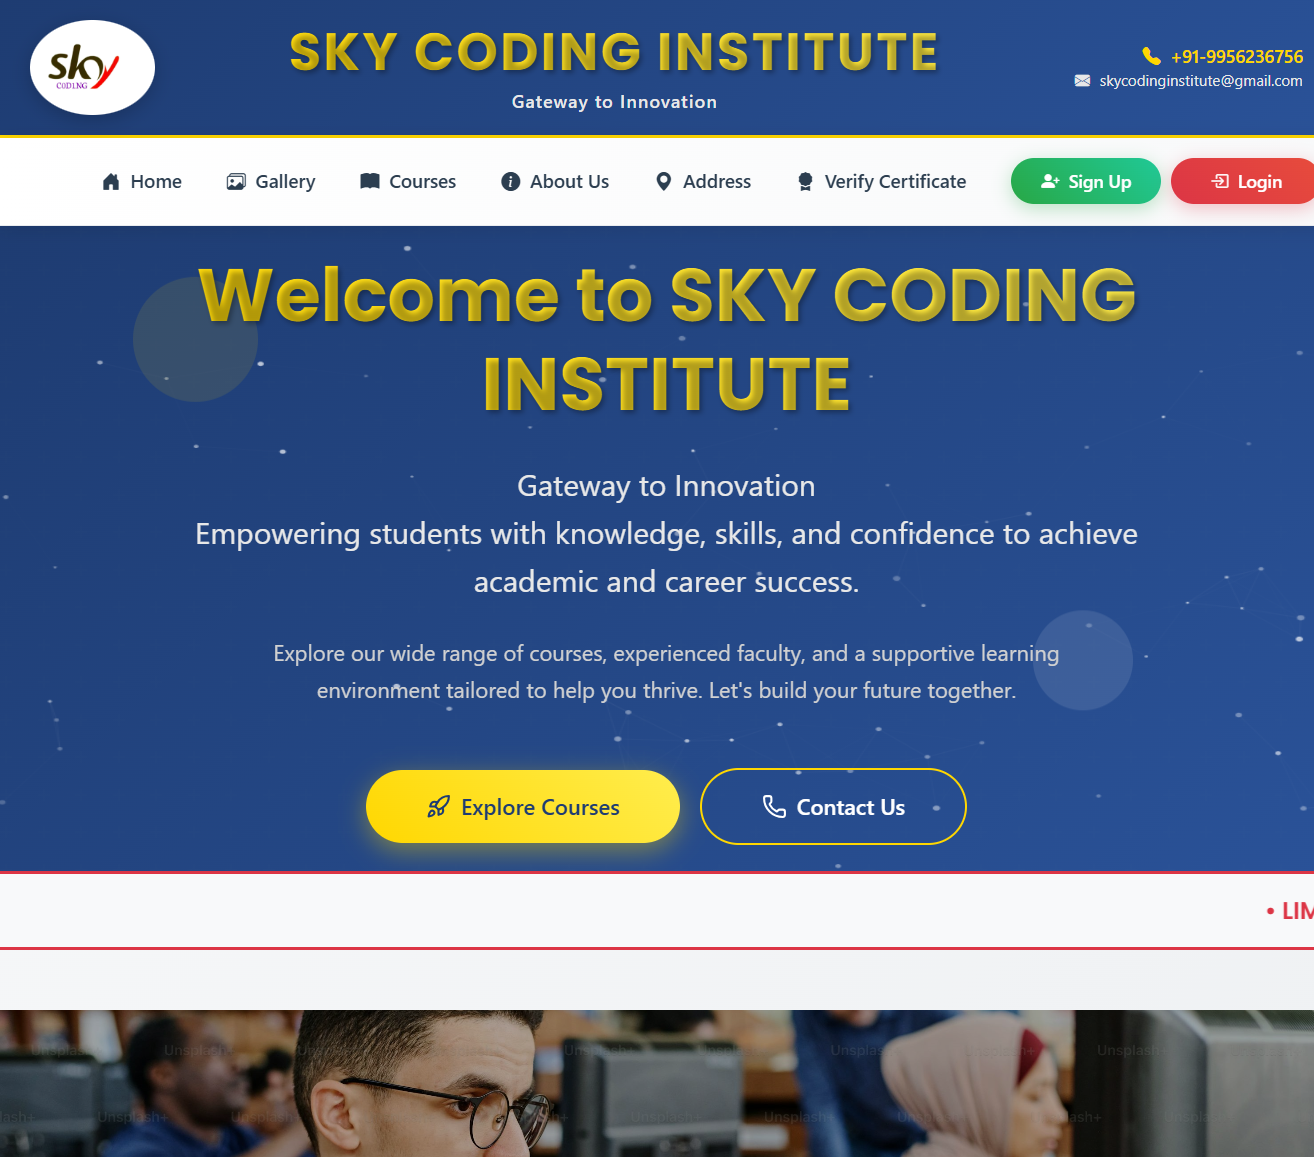 sky
CODING
SKY CODING INSTITUTE
Gateway to Innovation
+91-9956236756
skycodinginstitute@gmail.com
Home Gallery Courses About Us Address Verify Certificate Sign Up Login
Welcome to SKY CODING
INSTITUTE
Gateway to Innovation
Empowering students with knowledge, skills, and confidence to achieve
academic and career success.
Explore our wide range of courses, experienced faculty, and a supportive learning
environment tailored to help you thrive. Let's build your future together.
Explore Courses Contact Us
• LIM
Unsplash+ Unsplash+ Unsplash+ Unsplash+ Unsplash+ Unsplash+
Unsplash+ Unsplash+ Unsplash+ Unsplash+